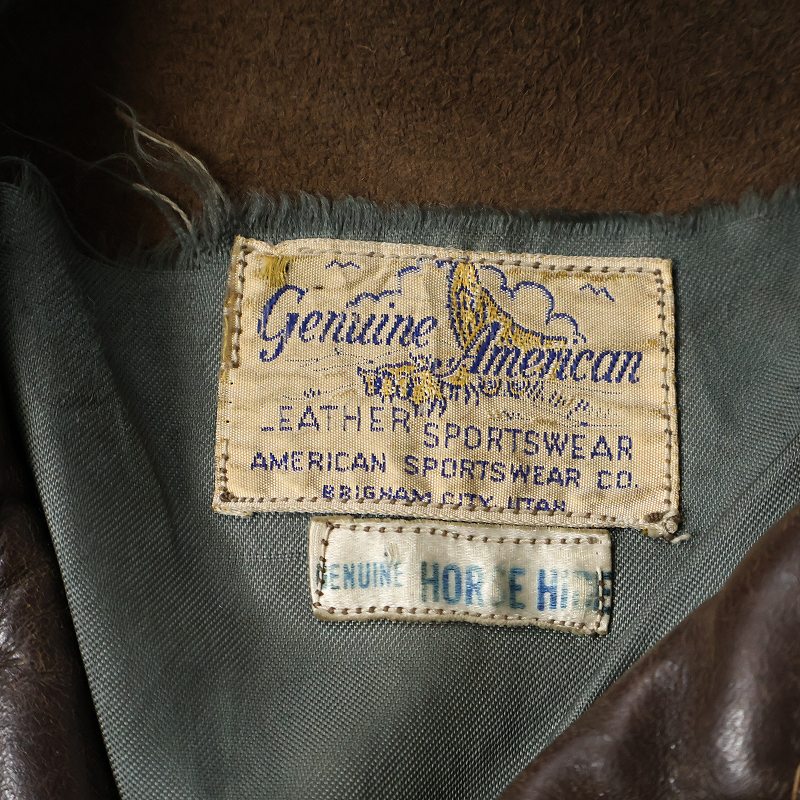 Genuine
American
LEATHER SPORTSWEAR
AMERICAN SPORTSWEAR CO.
BRIGHAM CITY, UTAH
GENUINE HORSE HIDE